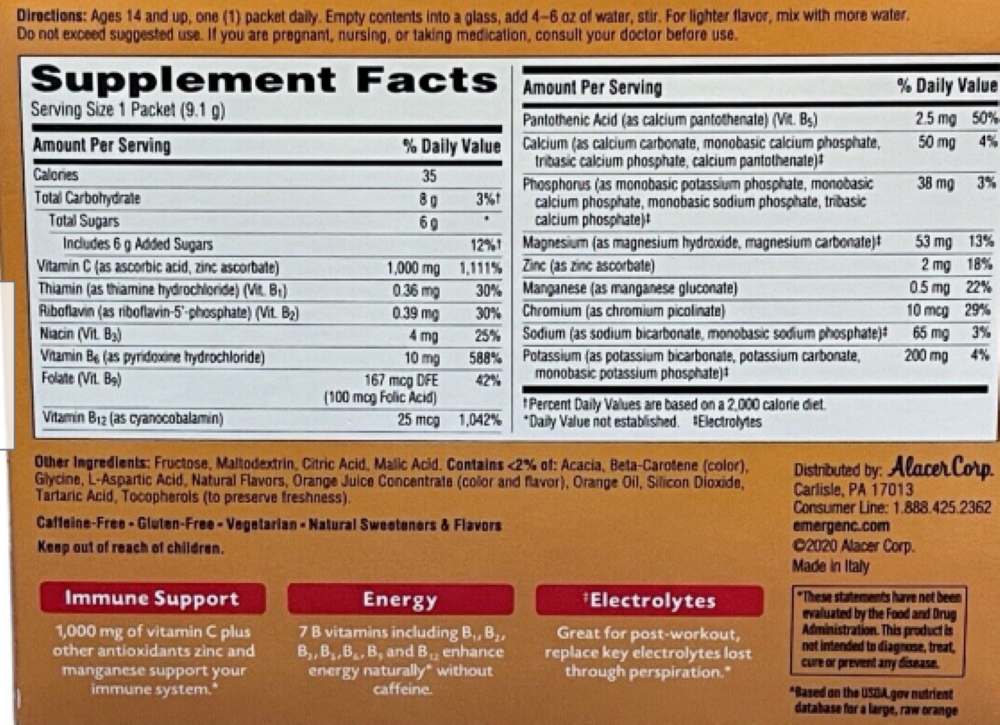 Directions: Ages 14 and up, one (1) packet daily. Empty contents into a glass, add 4–6 oz of water, stir. For lighter flavor, mix with more water.
Do not exceed suggested use. If you are pregnant, nursing, or taking medication, consult your doctor before use.
Supplement Facts
Serving Size 1 Packet (9.1 g)
Amount Per Serving % Daily Value
Calories 35
Total Carbohydrate 8 g 3%†
Total Sugars 6 g *
Includes 6 g Added Sugars 12%†
Vitamin C (as ascorbic acid, zinc ascorbate) 1,000 mg 1,111%
Thiamin (as thiamine hydrochloride) (Vit. B₁) 0.36 mg 30%
Riboflavin (as riboflavin-5'-phosphate) (Vit. B₂) 0.39 mg 30%
Niacin (Vit. B₃) 4 mg 25%
Vitamin B₆ (as pyridoxine hydrochloride) 10 mg 588%
Folate (Vit. B₉) 167 mcg DFE 42%
(100 mcg Folic Acid)
Vitamin B₁₂ (as cyanocobalamin) 25 mcg 1,042%
Amount Per Serving % Daily Value
Pantothenic Acid (as calcium pantothenate) (Vit. B₅) 2.5 mg 50%
Calcium (as calcium carbonate, monobasic calcium phosphate, 50 mg 4%
tribasic calcium phosphate, calcium pantothenate)‡
Phosphorus (as monobasic potassium phosphate, monobasic 38 mg 3%
calcium phosphate, monobasic sodium phosphate, tribasic
calcium phosphate)‡
Magnesium (as magnesium hydroxide, magnesium carbonate)‡ 53 mg 13%
Zinc (as zinc ascorbate) 2 mg 18%
Manganese (as manganese gluconate) 0.5 mg 22%
Chromium (as chromium picolinate) 10 mcg 29%
Sodium (as sodium bicarbonate, monobasic sodium phosphate)‡ 65 mg 3%
Potassium (as potassium bicarbonate, potassium carbonate, 200 mg 4%
monobasic potassium phosphate)‡
†Percent Daily Values are based on a 2,000 calorie diet.
*Daily Value not established. ‡Electrolytes
Other Ingredients: Fructose, Maltodextrin, Citric Acid, Malic Acid. Contains <2% of: Acacia, Beta-Carotene (color),
Glycine, L-Aspartic Acid, Natural Flavors, Orange Juice Concentrate (color and flavor), Orange Oil, Silicon Dioxide,
Tartaric Acid, Tocopherols (to preserve freshness).
Caffeine-Free • Gluten-Free • Vegetarian • Natural Sweeteners & Flavors
Keep out of reach of children.
Distributed by: Alacer Corp.
Carlisle, PA 17013
Consumer Line: 1.888.425.2362
emergenc.com
©2020 Alacer Corp.
Made in Italy
Immune Support
1,000 mg of vitamin C plus
other antioxidants zinc and
manganese support your
immune system.*
Energy
7 B vitamins including B₁, B₂,
B₃, B₅, B₆, B₉ and B₁₂ enhance
energy naturally* without
caffeine.
‡Electrolytes
Great for post-workout,
replace key electrolytes lost
through perspiration.*
*These statements have not been
evaluated by the Food and Drug
Administration. This product is
not intended to diagnose, treat,
cure or prevent any disease.
^Based on the USDA.gov nutrient
database for a large, raw orange